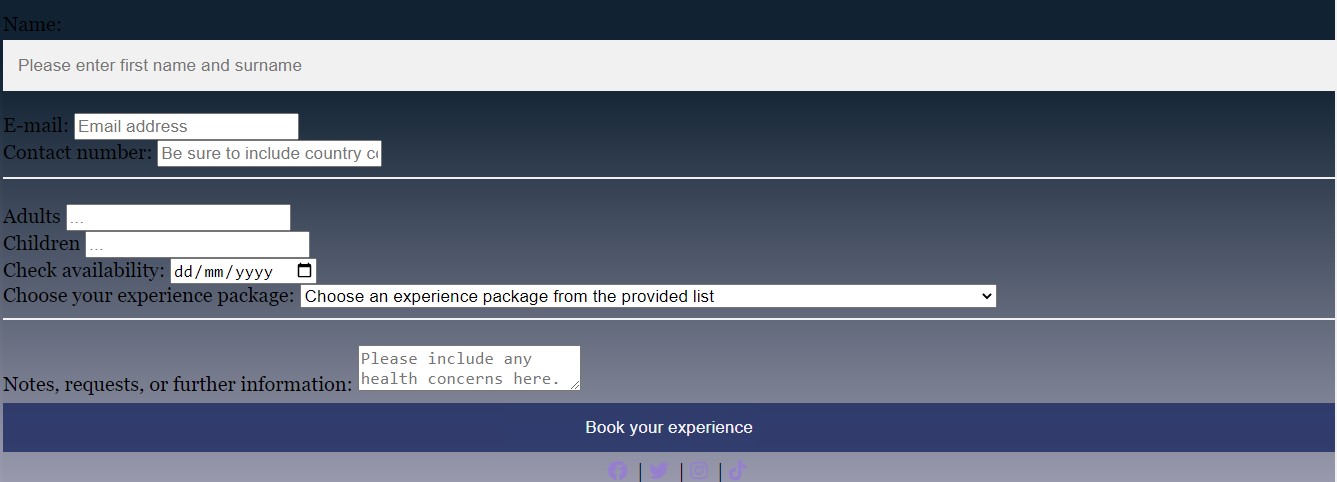 Name:
Please enter first name and surname
E-mail: Email address
Contact number: Be sure to include country c
Adults ...
Children ...
Check availability: dd/mm/yyyy
Choose your experience package: Choose an experience package from the provided list
Please include any
health concerns here.
Notes, requests, or further information:
Book your experience
| | |